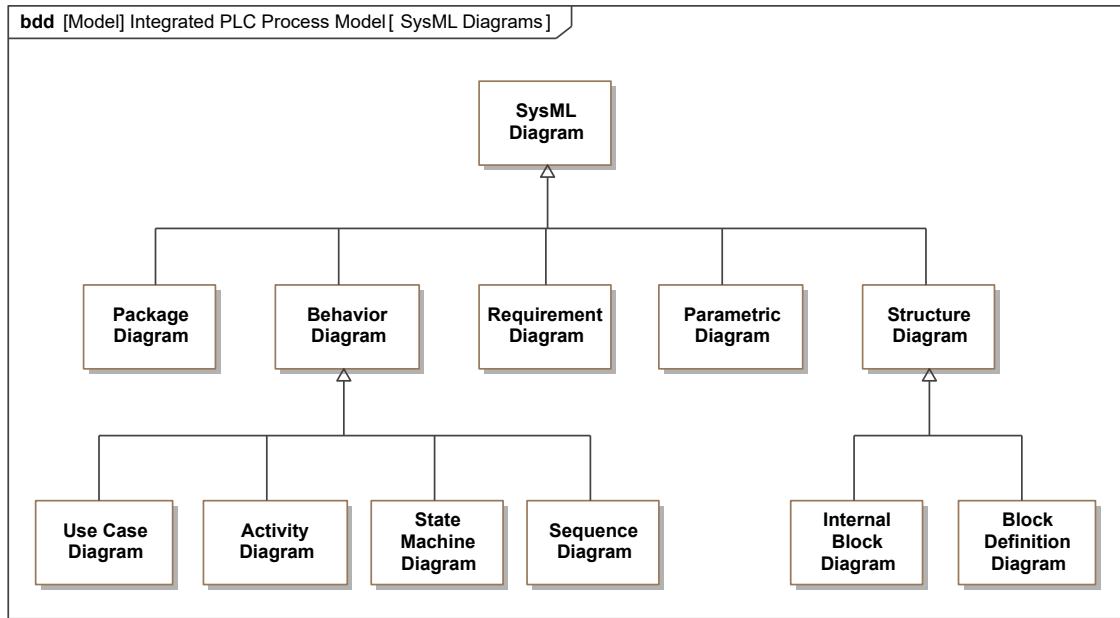 bdd [Model] Integrated PLC Process Model[ SysML Diagrams ]
SysML
Diagram
Package
Diagram
Behavior
Diagram
Requirement
Diagram
Parametric
Diagram
Structure
Diagram
Use Case
Diagram
Activity
Diagram
State
Machine
Diagram
Sequence
Diagram
Internal
Block
Diagram
Block
Definition
Diagram